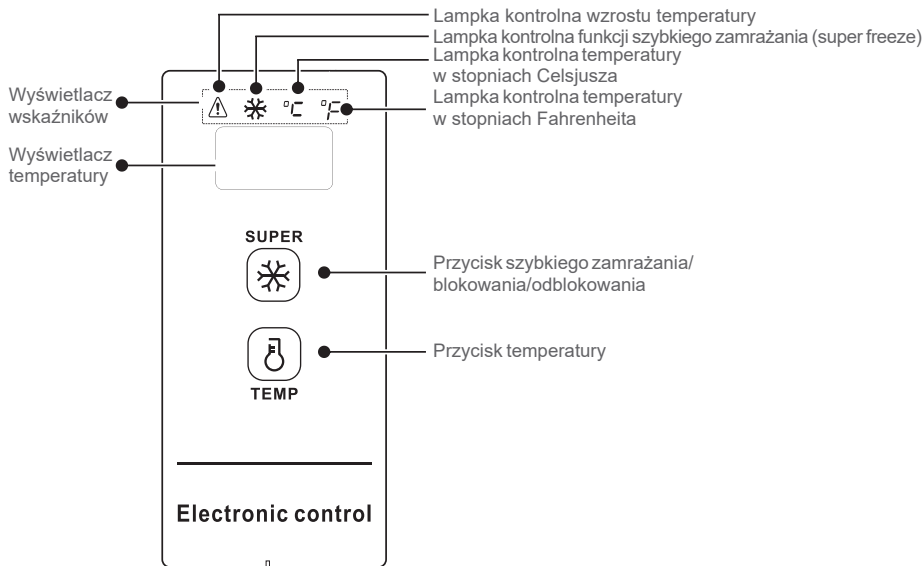 Lampka kontrolna wzrostu temperatury
Lampka kontrolna funkcji szybkiego zamrażania (super freeze)
Lampka kontrolna temperatury
w stopniach Celsjusza
Lampka kontrolna temperatury
w stopniach Fahrenheita
Wyświetlacz
wskaźników
°C °F
Wyświetlacz
temperatury
SUPER
Przycisk szybkiego zamrażania/
blokowania/odblokowania
Przycisk temperatury
TEMP
Electronic control